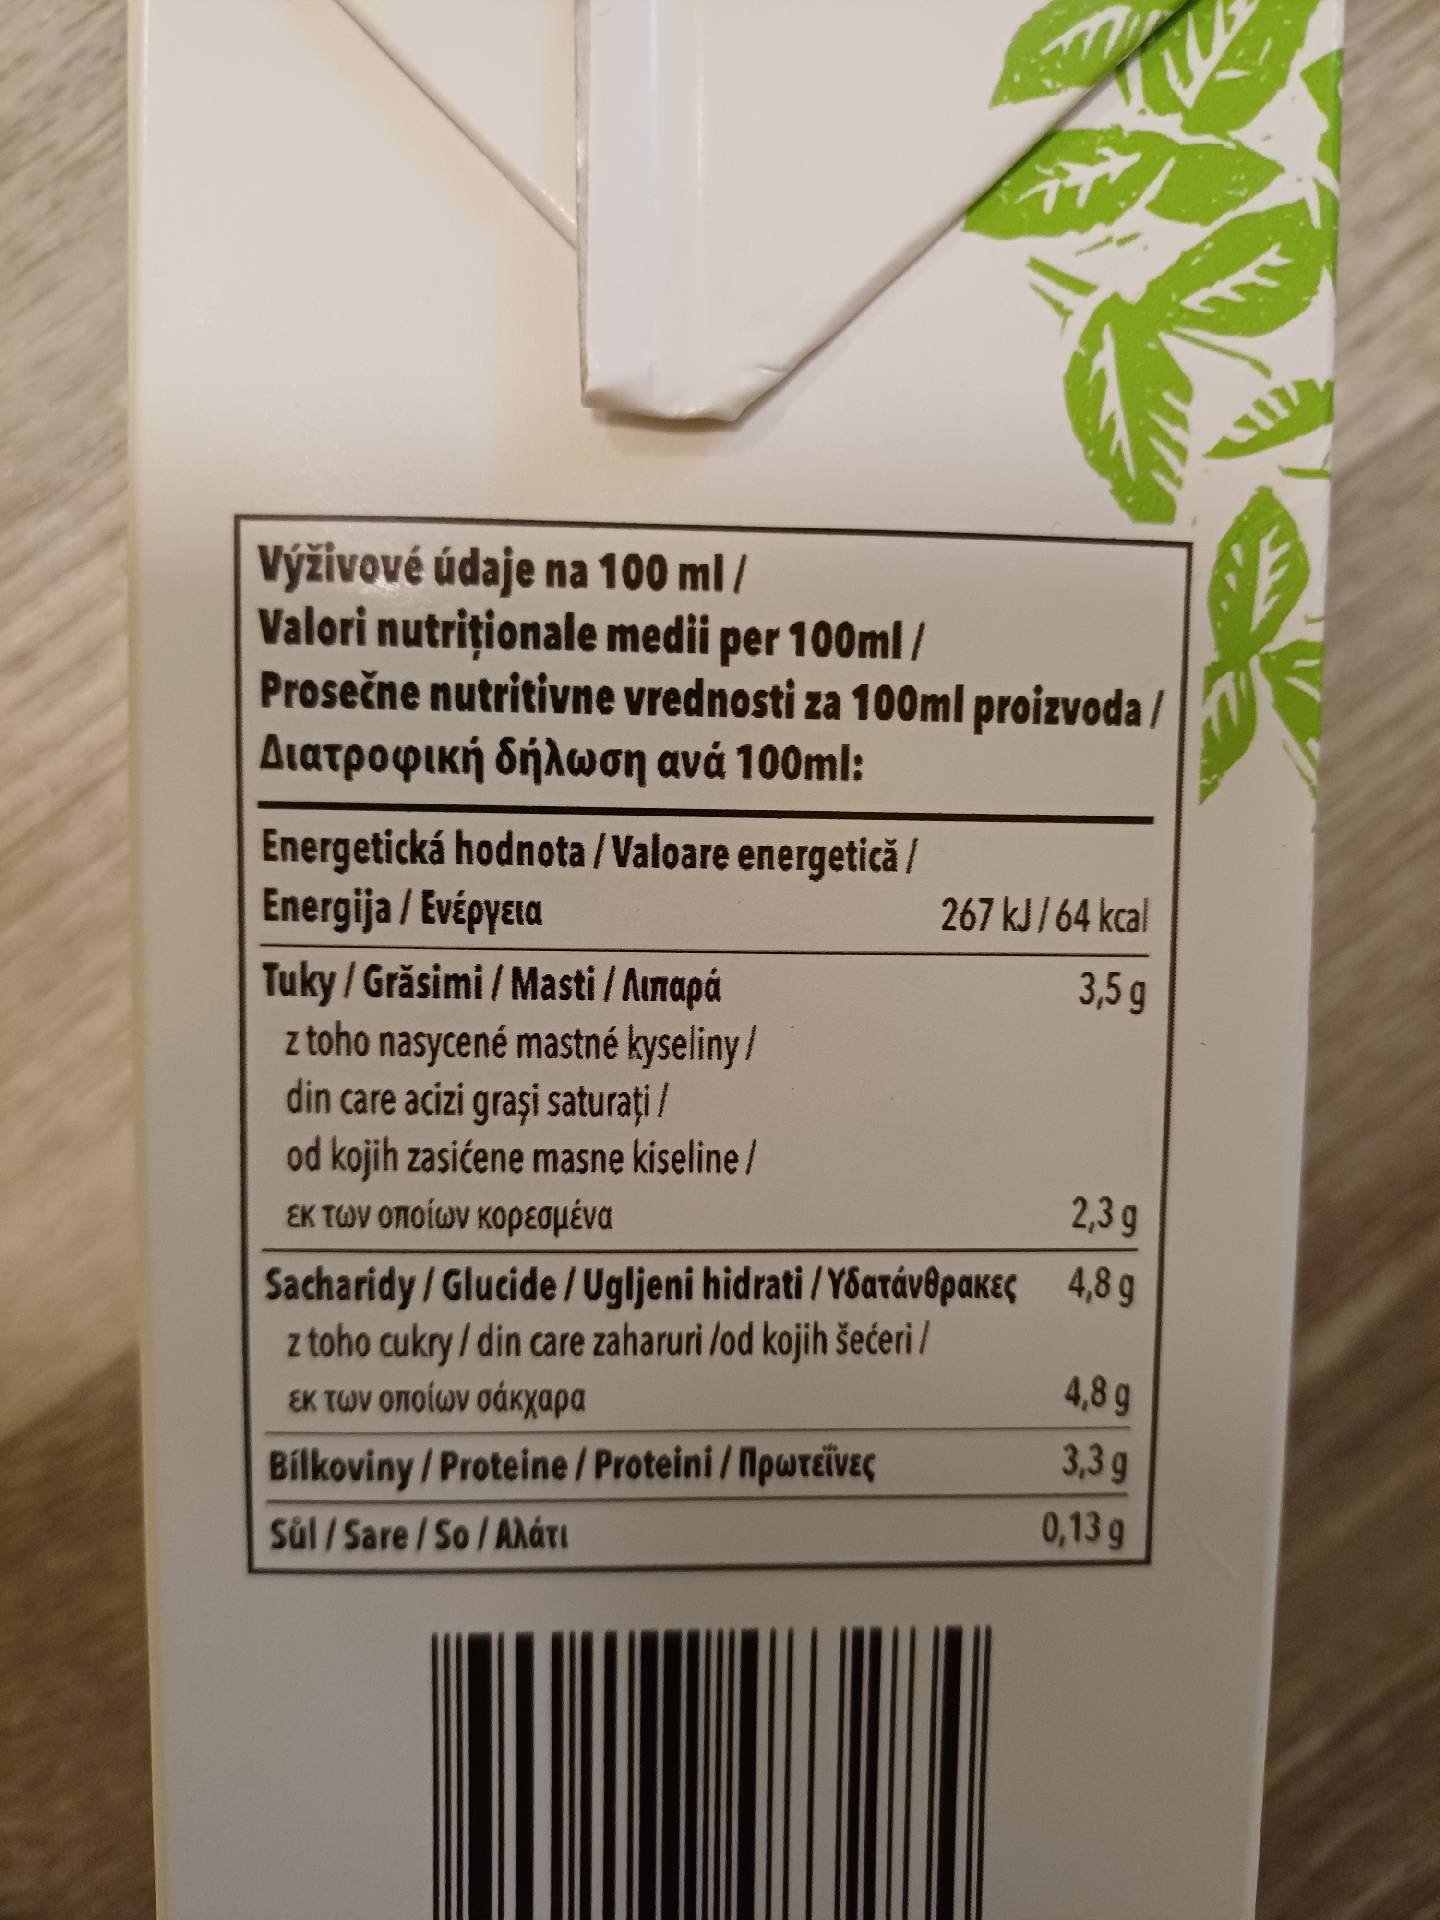 Výživové údaje na 100 ml /
Valori nutriționale medii per 100ml /
Prosečne nutritivne vrednosti za 100ml proizvoda /
Διατροφική δήλωση ανά 100ml:
Energetická hodnota / Valoare energetică /
Energija / Ενέργεια 267 kJ / 64 kcal
Tuky / Grăsimi / Masti / Λιπαρά 3,5 g
z toho nasycené mastné kyseliny /
din care acizi grași saturați /
od kojih zasićene masne kiseline /
εκ των οποίων κορεσμένα 2,3 g
Sacharidy / Glucide / Ugljeni hidrati / Υδατάνθρακες 4,8 g
z toho cukry / din care zaharuri /od kojih šećeri /
εκ των οποίων σάκχαρα 4,8 g
Bílkoviny / Proteine / Proteini / Πρωτεΐνες 3,3 g
Sůl / Sare / So / Αλάτι 0,13 g